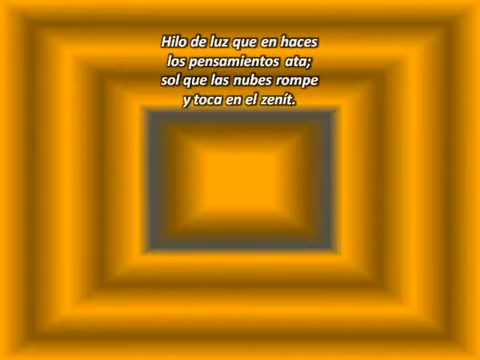 Hilo de luz que en haces
los pensamientos ata;
sol que las nubes rompe
y toca en el zenít.